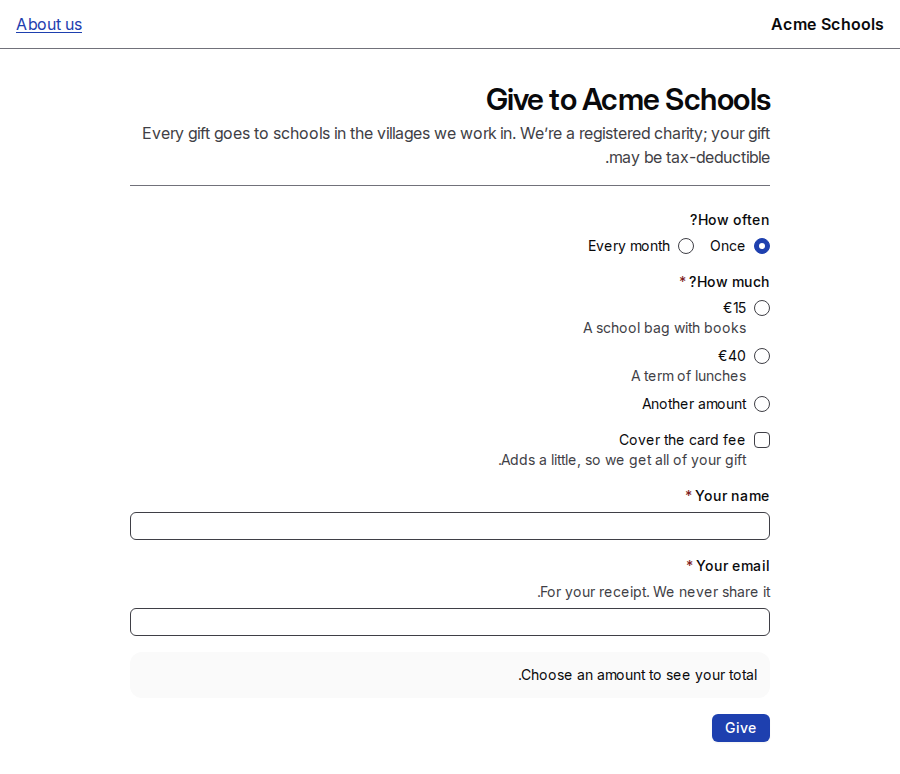 Acme Schools
About us
Give to Acme Schools
Every gift goes to schools in the villages we work in. We’re a registered charity; your gift
may be tax-deductible.
How often?
Once
Every month
How much? *
€15
A school bag with books
€40
A term of lunches
Another amount
Cover the card fee
Adds a little, so we get all of your gift.
Your name *
Your email *
For your receipt. We never share it.
Choose an amount to see your total.
Give